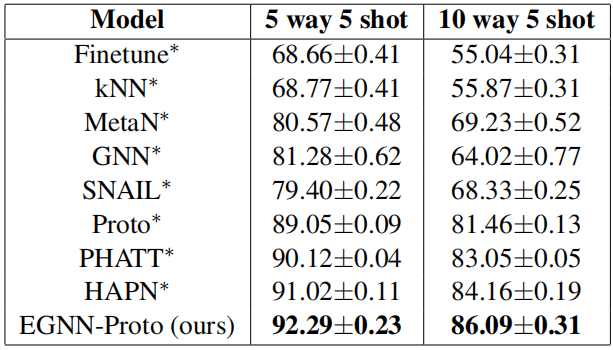 Model 5 way 5 shot 10 way 5 shot
Finetune* 68.66±0.41 55.04±0.31
kNN* 68.77±0.41 55.87±0.31
MetaN* 80.57±0.48 69.23±0.52
GNN* 81.28±0.62 64.02±0.77
SNAIL* 79.40±0.22 68.33±0.25
Proto* 89.05±0.09 81.46±0.13
PHATT* 90.12±0.04 83.05±0.05
HAPN* 91.02±0.11 84.16±0.19
EGNN-Proto (ours) 92.29±0.23 86.09±0.31